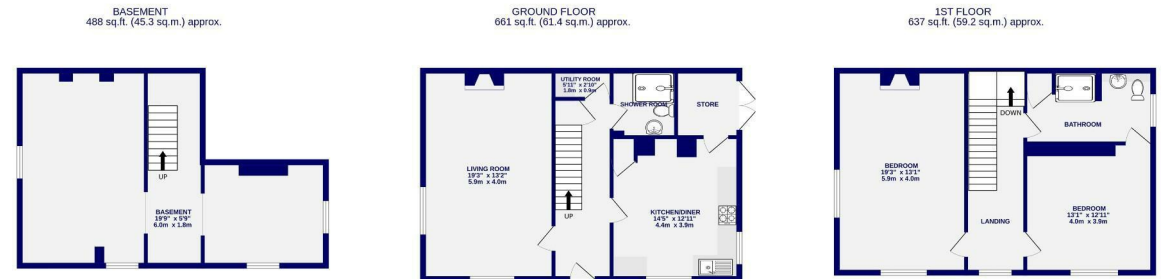 BASEMENT
488 sq.ft. (45.3 sq.m.) approx.
UP
BASEMENT
19'9" x 5'9"
6.0m x 1.8m
GROUND FLOOR
661 sq.ft. (61.4 sq.m.) approx.
UTILITY ROOM
5'11" x 2'10"
1.8m x 0.9m
SHOWER ROOM
STORE
LIVING ROOM
19'3" x 13'2"
5.9m x 4.0m
UP
KITCHEN/DINER
14'5" x 12'11"
4.4m x 3.9m
1ST FLOOR
637 sq.ft. (59.2 sq.m.) approx.
DOWN
BATHROOM
BEDROOM
19'3" x 13'1"
5.9m x 4.0m
LANDING
BEDROOM
13'1" x 12'11"
4.0m x 3.9m